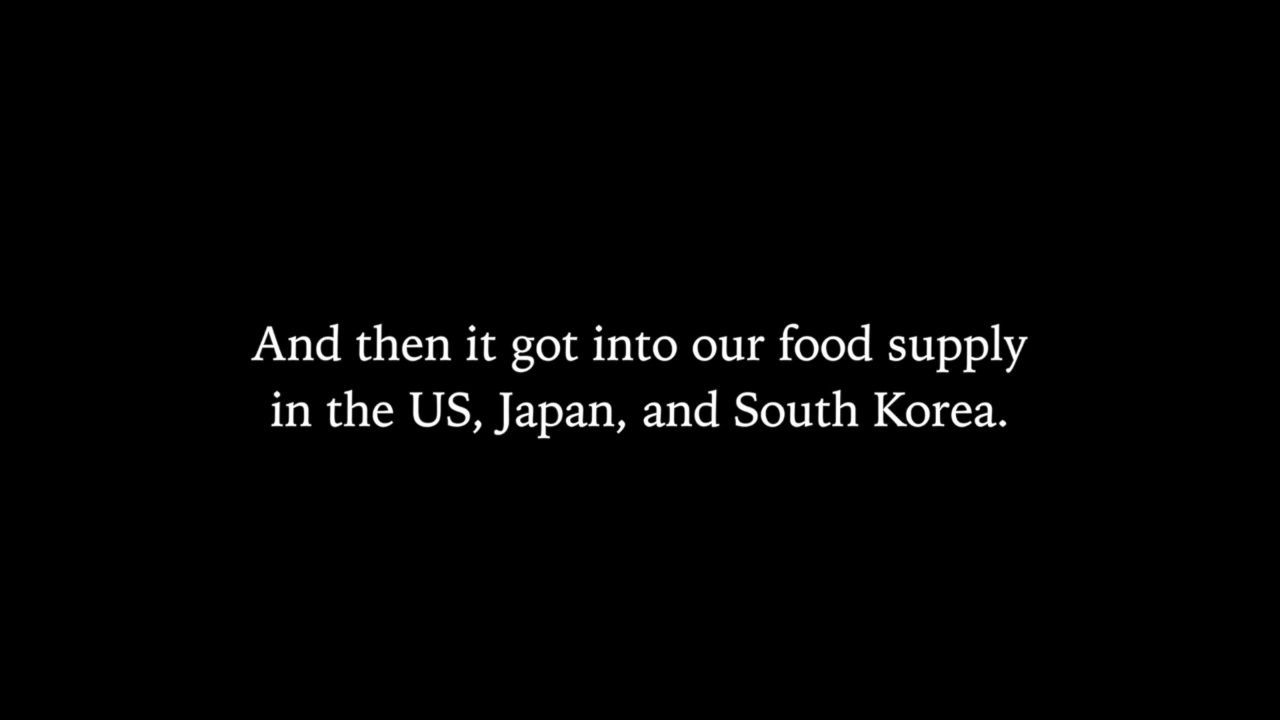 And then it got into our food supply
in the US, Japan, and South Korea.